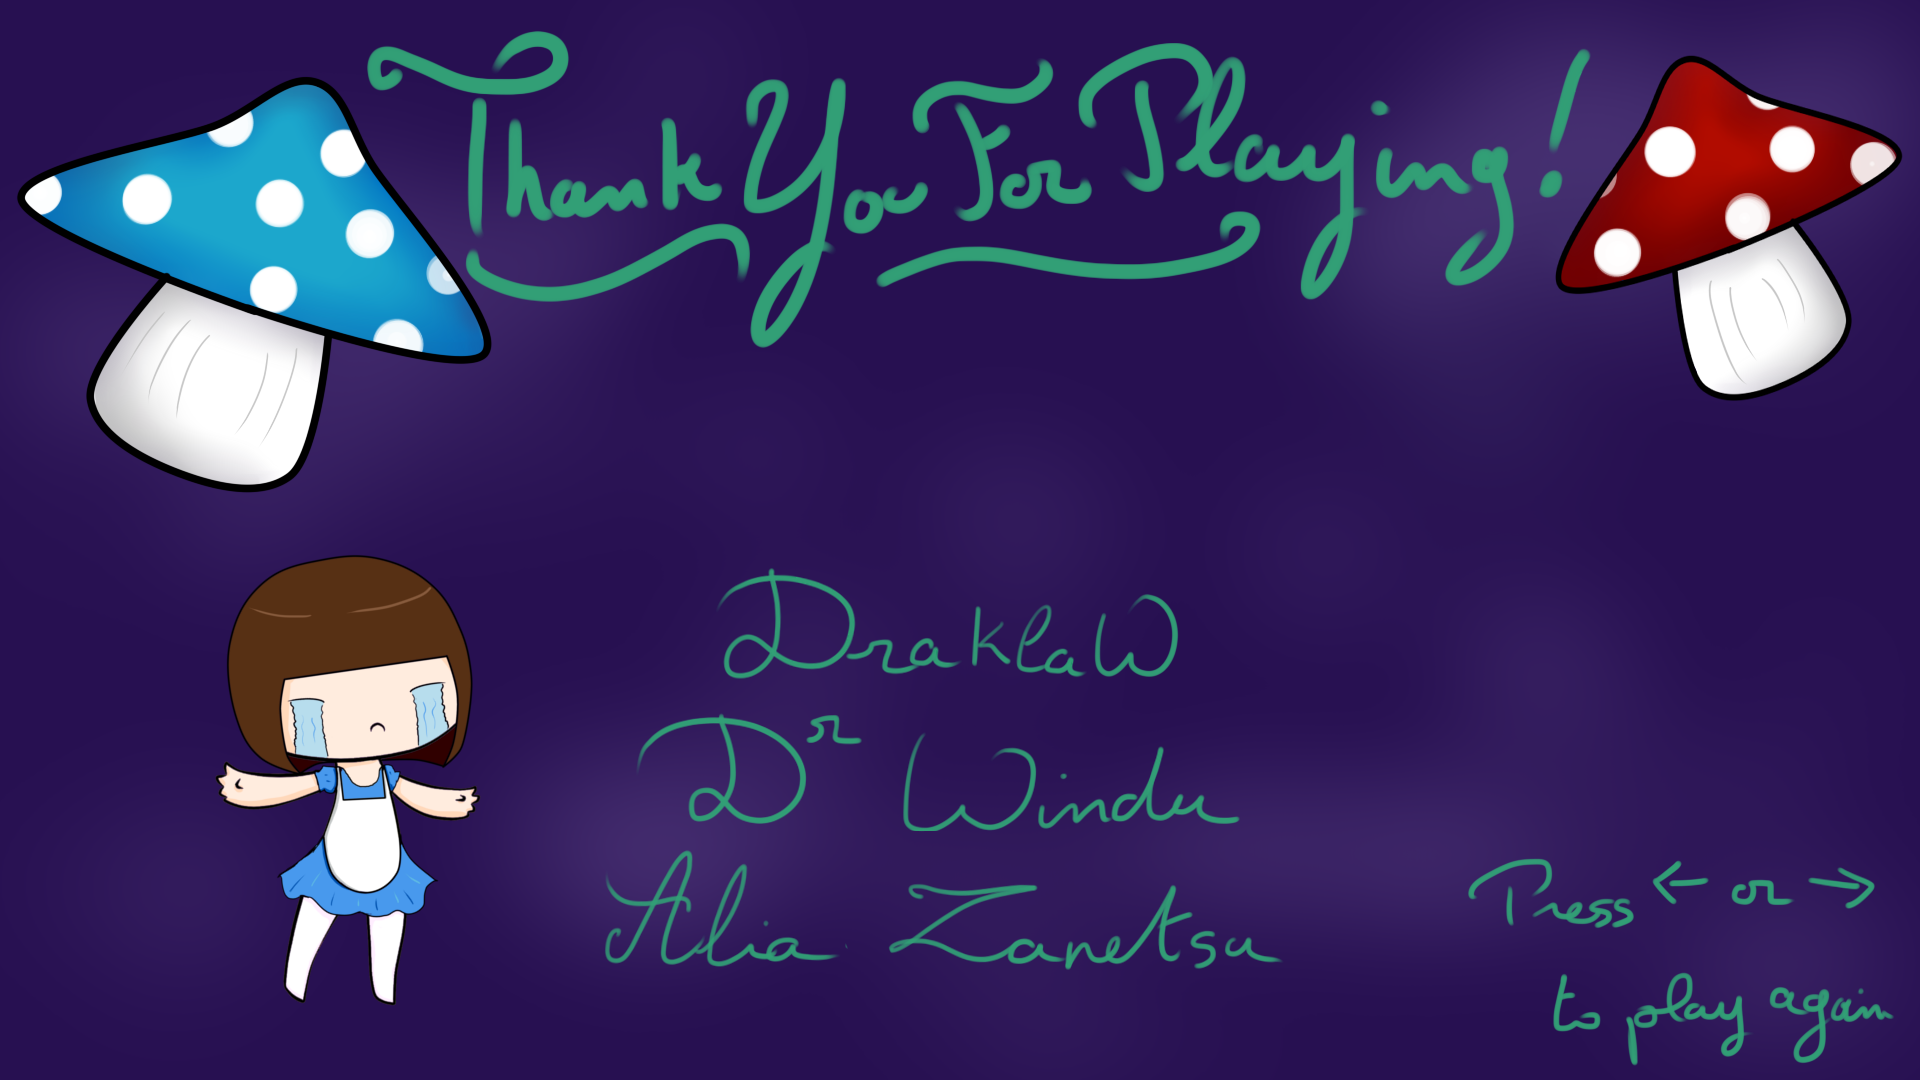 Thank You For Playing!
DraklaW
Dr Windu
Alia Zanetsu
Press ← or →
to play again